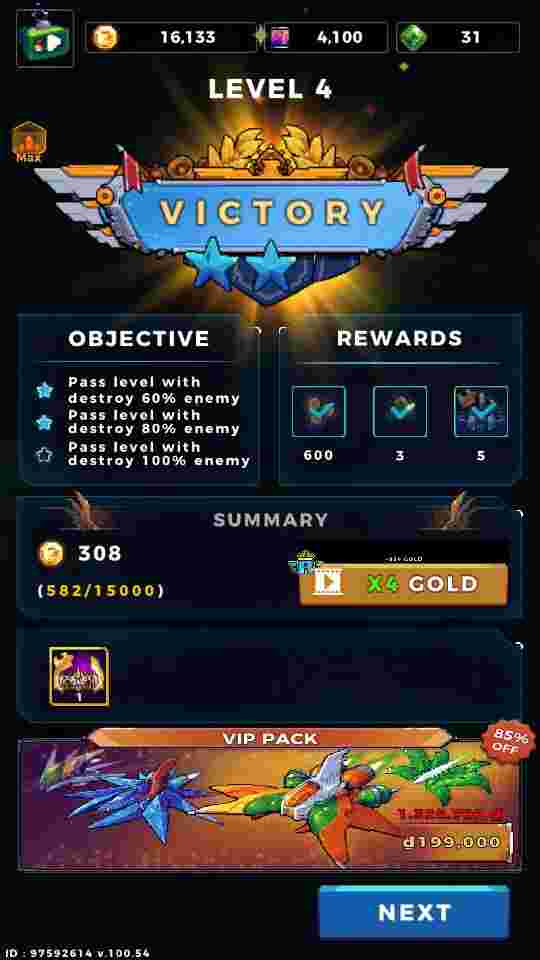 16,133
4,100
31
LEVEL 4
Max
VICTORY
OBJECTIVE
Pass level with
destroy 60% enemy
Pass level with
destroy 80% enemy
Pass level with
destroy 100% enemy
REWARDS
600
3
5
SUMMARY
308
(582/15000)
X4 GOLD
1
VIP PACK
85%
OFF
₫199,000
NEXT
ID : 97592614 v.100.54